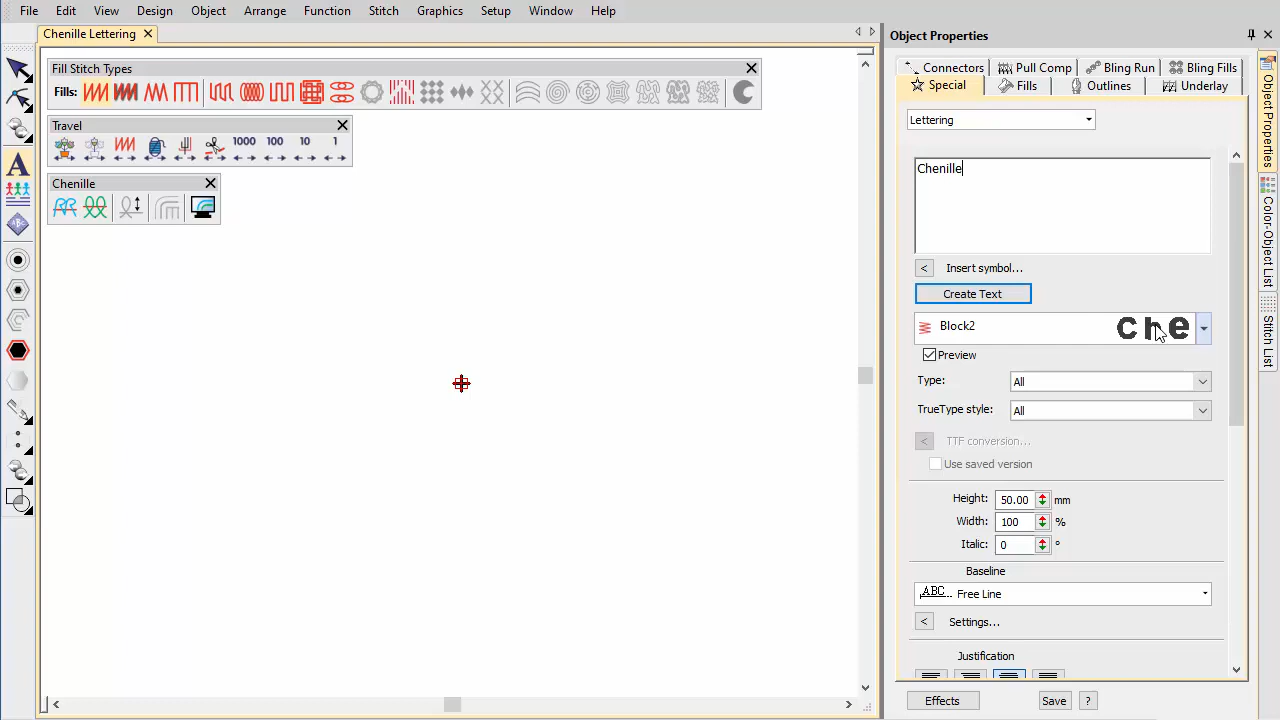 File Edit View Design Object Arrange Function Stitch Graphics Setup Window Help
Chenille Lettering
Fill Stitch Types
Fills:
Travel
1000 100 10 1
Chenille
Object Properties
Connectors Pull Comp Bling Run Bling Fills
Special Fills Outlines Underlay
Lettering
Chenille
< Insert symbol...
Create Text
Block2 che
Preview
Type: All
TrueType style: All
< TTF conversion...
Use saved version
Height: 50.00 mm
Width: 100 %
Italic: 0 °
Baseline
ABC Free Line
< Settings...
Justification
Effects Save ?
Object Properties
Color-Object List
Stitch List